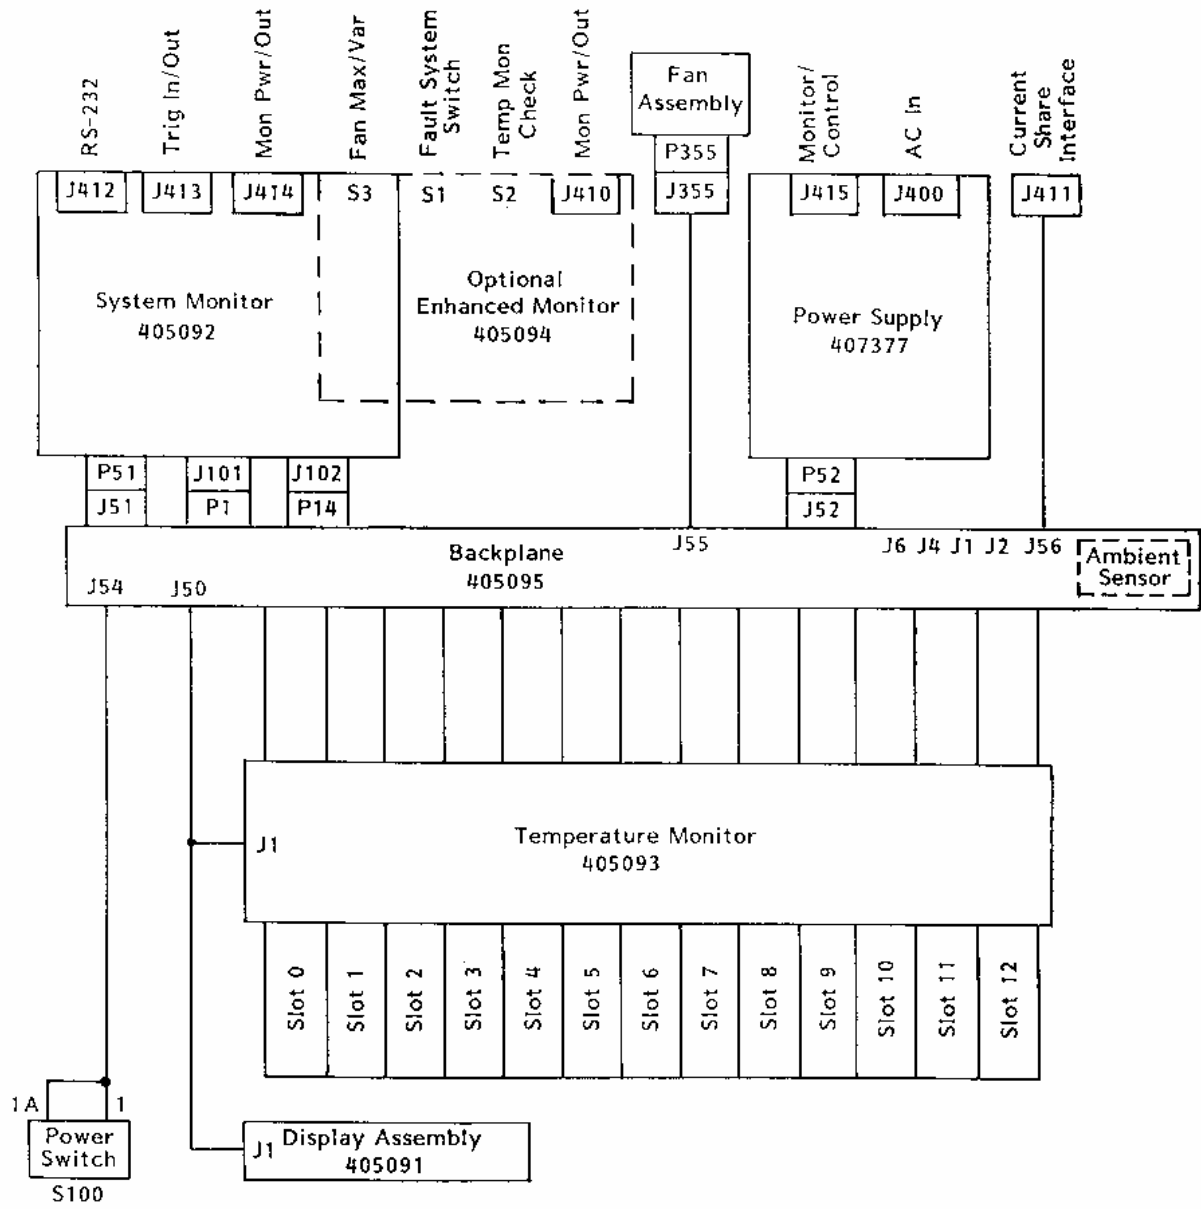 RS-232
Trig In/Out
Mon Pwr/Out
Fan Max/Var
Fault System
Switch
Temp Mon
Check
Mon Pwr/Out
Fan
Assembly
Monitor/
Control
AC In
Current
Share
Interface
P355
J412
J413
J414
S3
S1
S2
J410
J355
J415
J400
J411
System Monitor
405092
Optional
Enhanced Monitor
405094
Power Supply
407377
P51
J101
J102
P52
J51
P1
P14
J52
J54
J50
Backplane
405095
J55
J6
J4
J1
J2
J56
Ambient
Sensor
J1
Temperature Monitor
405093
Slot 0
Slot 1
Slot 2
Slot 3
Slot 4
Slot 5
Slot 6
Slot 7
Slot 8
Slot 9
Slot 10
Slot 11
Slot 12
1A
1
Power
Switch
S100
J1
Display Assembly
405091